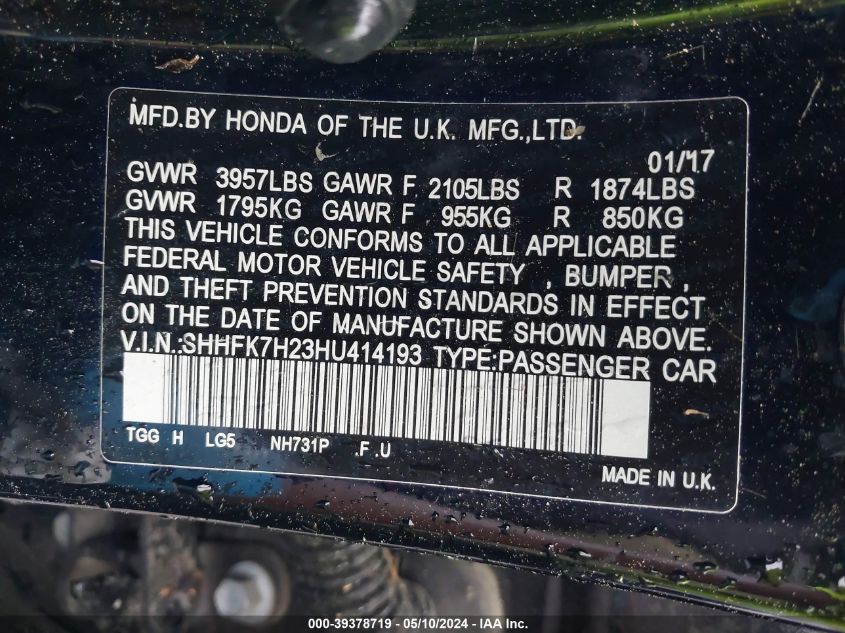 MFD.BY HONDA OF THE U.K. MFG.,LTD.
01/17
GVWR 3957LBS GAWR F 2105LBS R 1874LBS
GVWR 1795KG GAWR F 955KG R 850KG
THIS VEHICLE CONFORMS TO ALL APPLICABLE
FEDERAL MOTOR VEHICLE SAFETY , BUMPER ,
AND THEFT PREVENTION STANDARDS IN EFFECT
ON THE DATE OF MANUFACTURE SHOWN ABOVE.
V.I.N.:SHHFK7H23HU414193 TYPE:PASSENGER CAR
TGG H LG5 NH731P .F .U
MADE IN U.K.
000-39378719 - 05/10/2024 - IAA Inc.